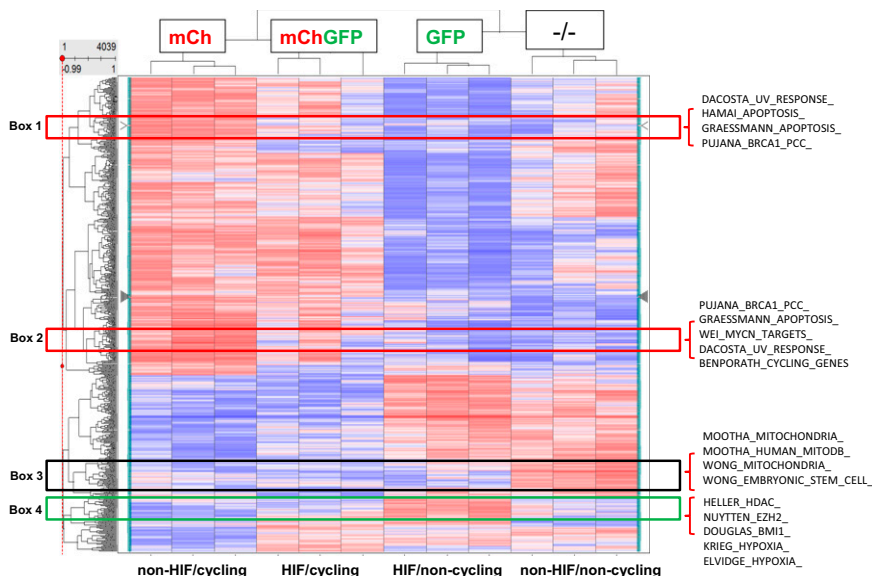 mCh
mChGFP
GFP
-/-
1 4039
-0.99 1
Box 1
DACOSTA_UV_RESPONSE_
HAMAI_APOPTOSIS_
GRAESSMANN_APOPTOSIS_
PUJANA_BRCA1_PCC_
Box 2
PUJANA_BRCA1_PCC_
GRAESSMANN_APOPTOSIS_
WEI_MYCN_TARGETS_
DACOSTA_UV_RESPONSE_
BENPORATH_CYCLING_GENES
Box 3
MOOTHA_MITOCHONDRIA_
MOOTHA_HUMAN_MITODB_
WONG_MITOCHONDRIA_
WONG_EMBRYONIC_STEM_CELL_
Box 4
HELLER_HDAC_
NUYTTEN_EZH2_
DOUGLAS_BMI1_
KRIEG_HYPOXIA_
ELVIDGE_HYPOXIA_
non-HIF/cycling
HIF/cycling
HIF/non-cycling
non-HIF/non-cycling